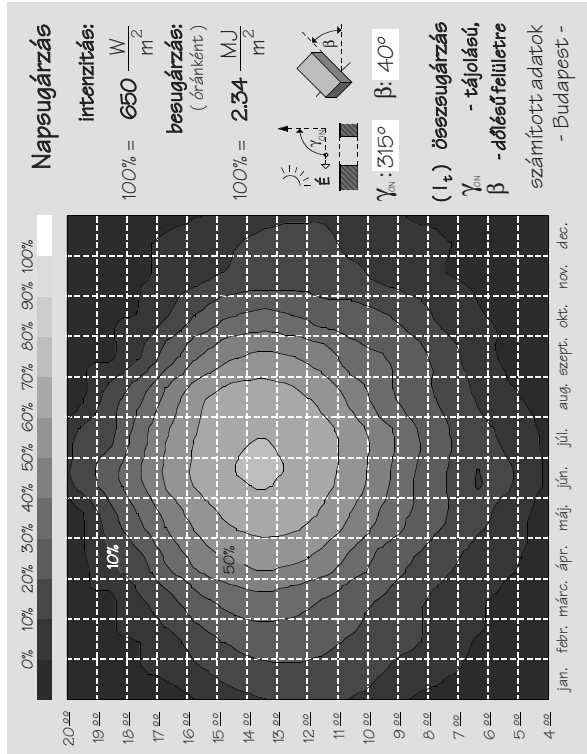 Napsugárzás
intenzitás:
100% = 650 W/m²
besugárzás:
( óránként )
100% = 2.34 MJ/m²
β
γON
É
γON : 315° β: 40°
( It ) összsugárzás
γON - tájolású,
β - dőlésű felületre
számított adatok
- Budapest -
0% 10% 20% 30% 40% 50% 60% 70% 80% 90% 100%
20 00
19 00
18 00
17 00
16 00
15 00
14 00
13 00
12 00
11 00
10 00
9 00
8 00
7 00
6 00
5 00
4 00
10%
50%
jan. febr. márc. ápr. máj. jún. júl. aug. szept. okt. nov. dec.